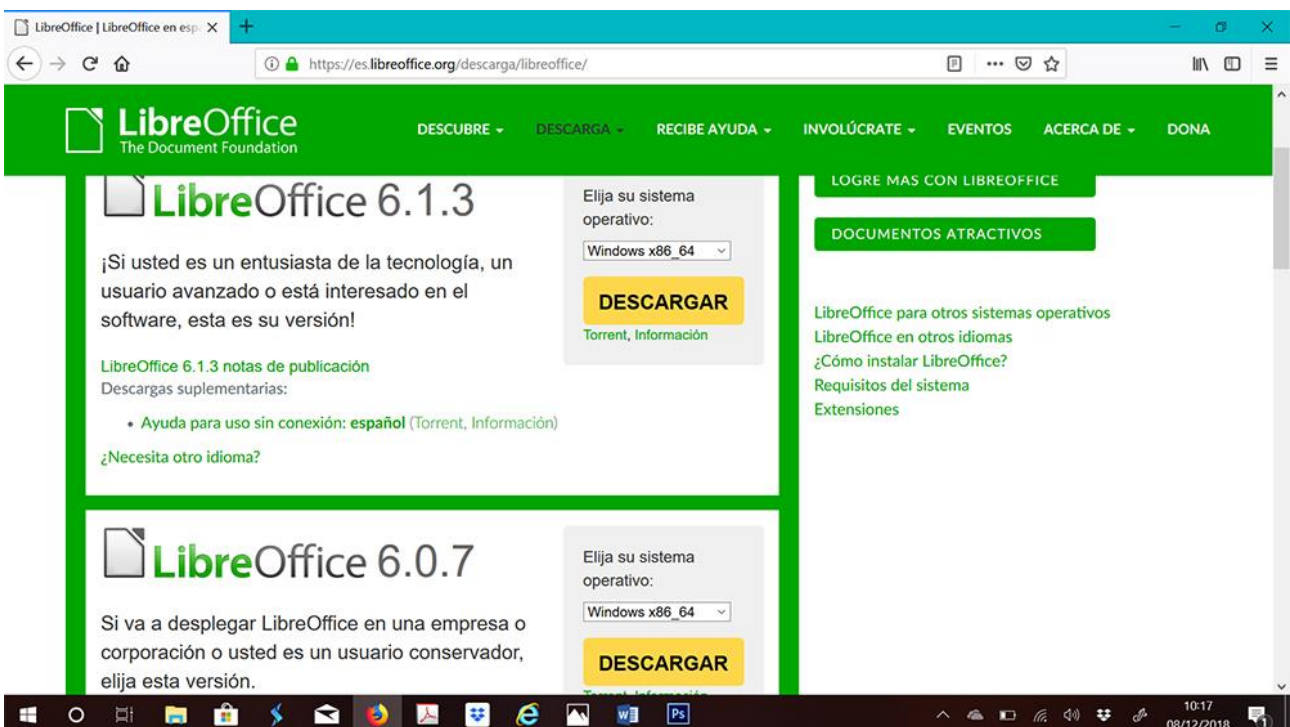 LibreOffice | LibreOffice en esp
https://es.libreoffice.org/descarga/libreoffice/
LibreOffice
The Document Foundation
DESCUBRE
DESCARGA
RECIBE AYUDA
INVOLÚCRATE
EVENTOS
ACERCA DE
DONA
LibreOffice 6.1.3
¡Si usted es un entusiasta de la tecnología, un
usuario avanzado o está interesado en el
software, esta es su versión!
LibreOffice 6.1.3 notas de publicación
Descargas suplementarias:
• Ayuda para uso sin conexión: español (Torrent, Información)
¿Necesita otro idioma?
Elija su sistema
operativo:
Windows x86_64
DESCARGAR
Torrent, Información
LOGRE MAS CON LIBREOFFICE
DOCUMENTOS ATRACTIVOS
LibreOffice para otros sistemas operativos
LibreOffice en otros idiomas
¿Cómo instalar LibreOffice?
Requisitos del sistema
Extensiones
LibreOffice 6.0.7
Si va a desplegar LibreOffice en una empresa o
corporación o usted es un usuario conservador,
elija esta versión.
Elija su sistema
operativo:
Windows x86_64
DESCARGAR
Torrent, Información
Ps
10:17
08/12/2018